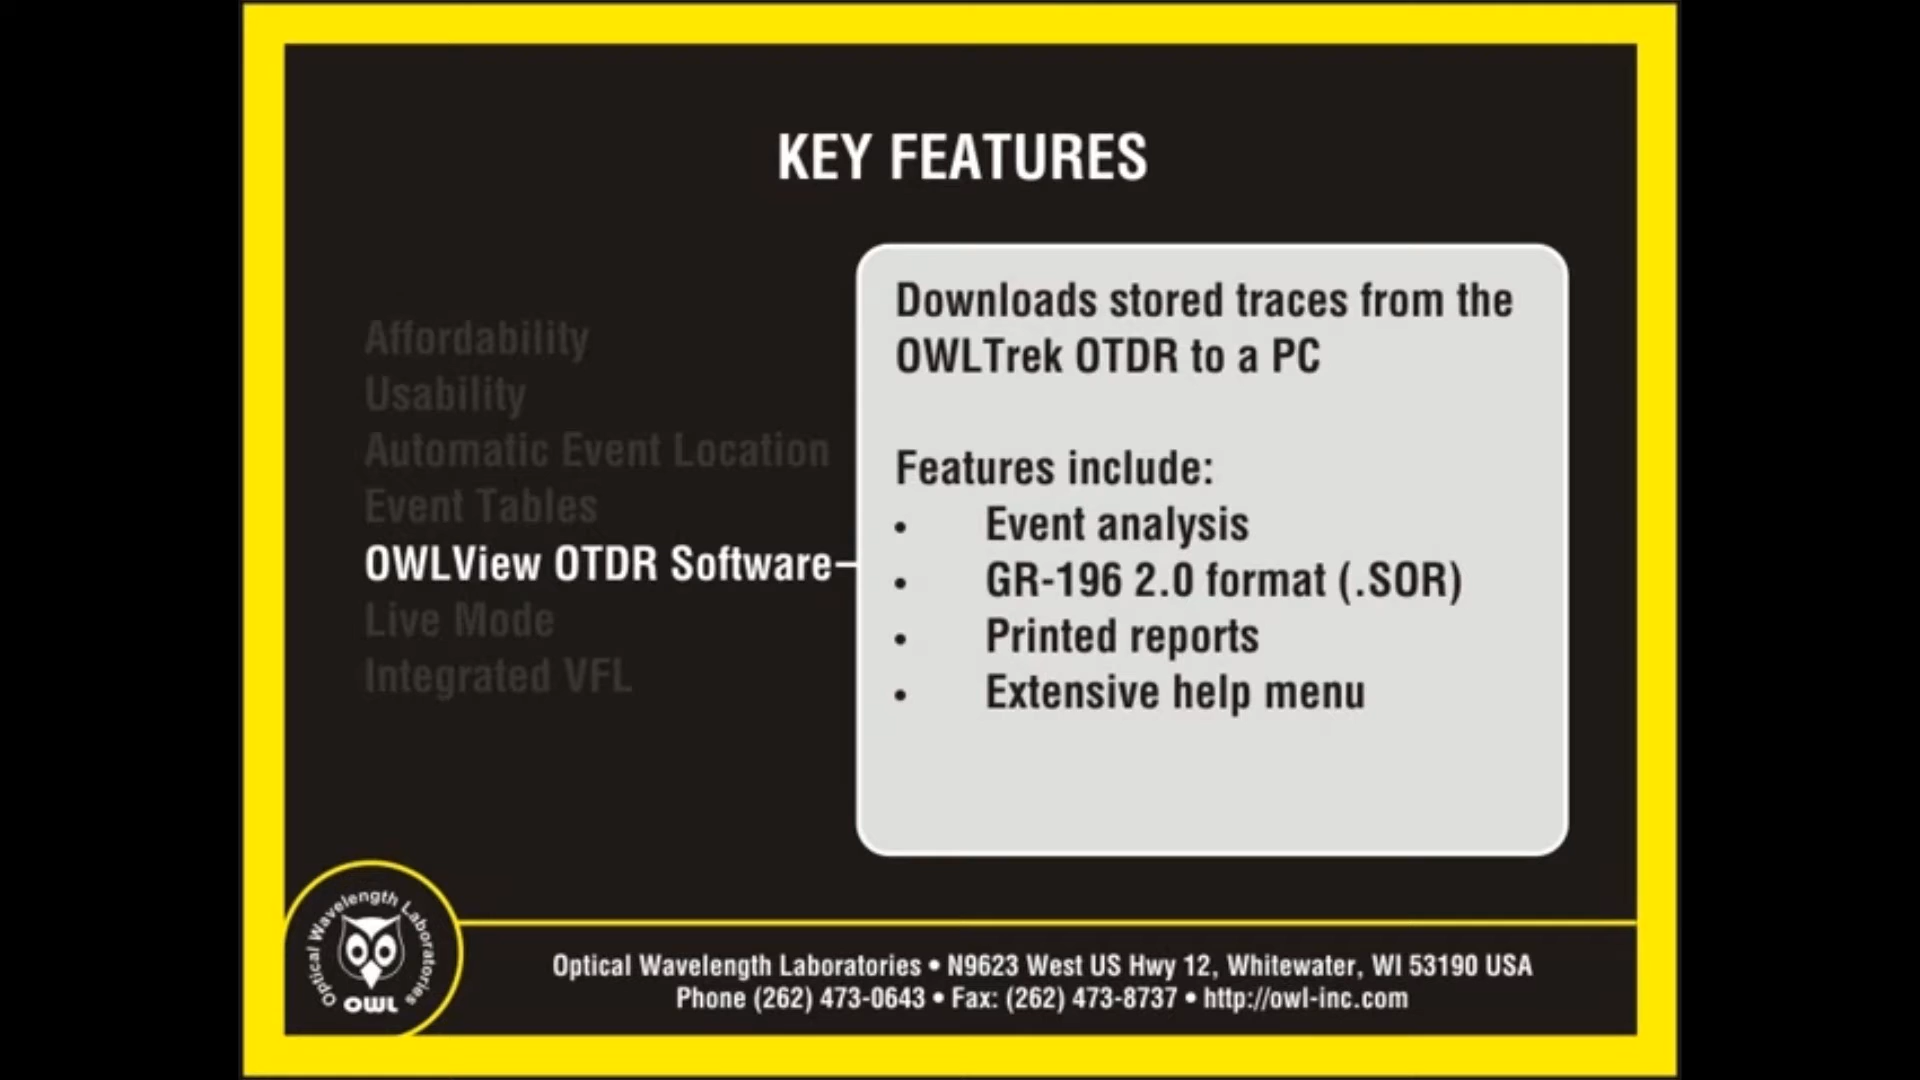 KEY FEATURES
Affordability
Usability
Automatic Event Location
Event Tables
OWLView OTDR Software
Live Mode
Integrated VFL
Downloads stored traces from the
OWLTrek OTDR to a PC
Features include:
• Event analysis
• GR-196 2.0 format (.SOR)
• Printed reports
• Extensive help menu
Optical Wavelength Laboratories
OWL
Optical Wavelength Laboratories • N9623 West US Hwy 12, Whitewater, WI 53190 USA
Phone (262) 473-0643 • Fax: (262) 473-8737 • http://owl-inc.com